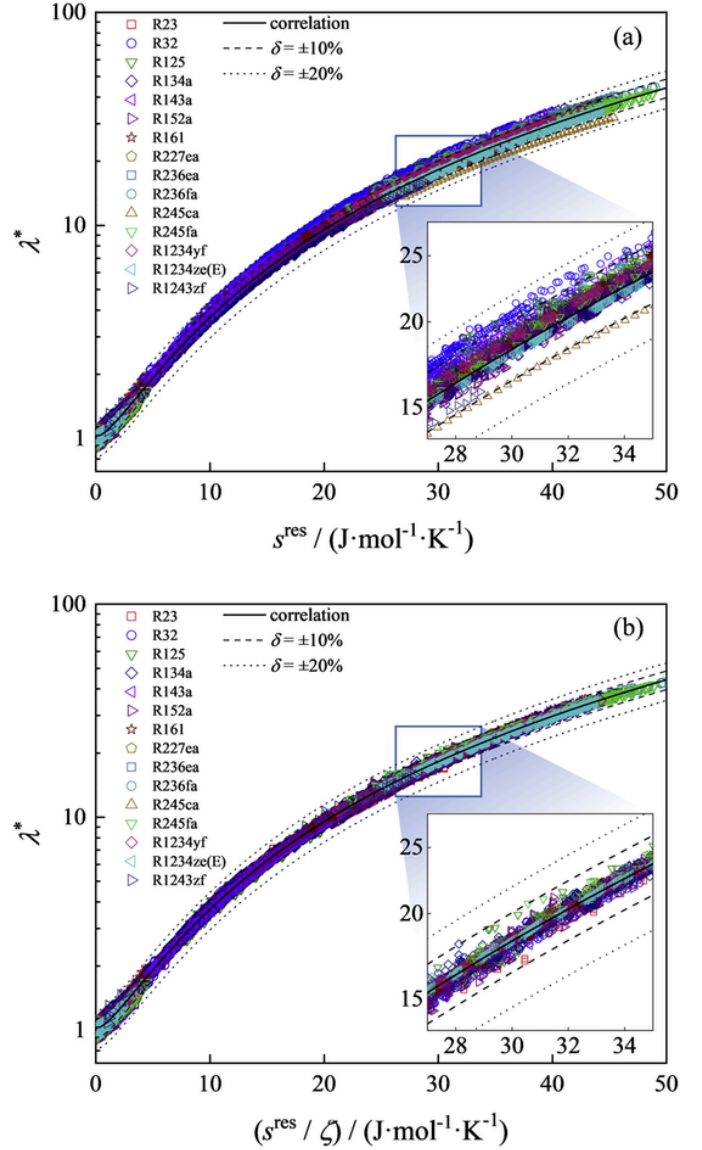 100
R23
R32
R125
R134a
R143a
R152a
R161
R227ea
R236ea
R236fa
R245ca
R245fa
R1234yf
R1234ze(E)
R1243zf
correlation
δ = ±10%
δ = ±20%
(a)
10
λ*
1
25
20
15
28 30 32 34
0 10 20 30 40 50
s^res / (J·mol⁻¹·K⁻¹)
100
R23
R32
R125
R134a
R143a
R152a
R161
R227ea
R236ea
R236fa
R245ca
R245fa
R1234yf
R1234ze(E)
R1243zf
correlation
δ = ±10%
δ = ±20%
(b)
10
λ*
1
25
20
15
28 30 32 34
0 10 20 30 40 50
(s^res / ζ) / (J·mol⁻¹·K⁻¹)